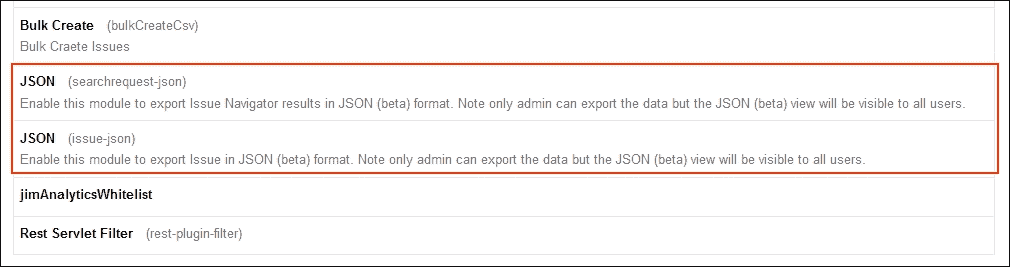 Bulk Create (bulkCreateCsv)
Bulk Craete Issues
JSON (searchrequest-json)
Enable this module to export Issue Navigator results in JSON (beta) format. Note only admin can export the data but the JSON (beta) view will be visible to all users.
JSON (issue-json)
Enable this module to export Issue in JSON (beta) format. Note only admin can export the data but the JSON (beta) view will be visible to all users.
jimAnalyticsWhitelist
Rest Servlet Filter (rest-plugin-filter)